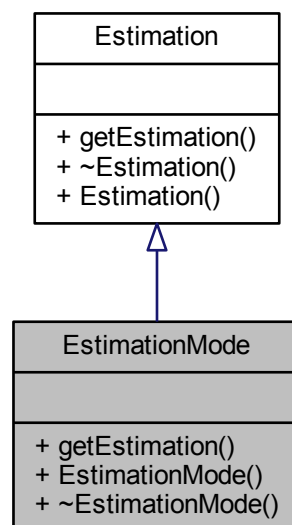 Estimation
+ getEstimation()
+ ~Estimation()
+ Estimation()
EstimationMode
+ getEstimation()
+ EstimationMode()
+ ~EstimationMode()